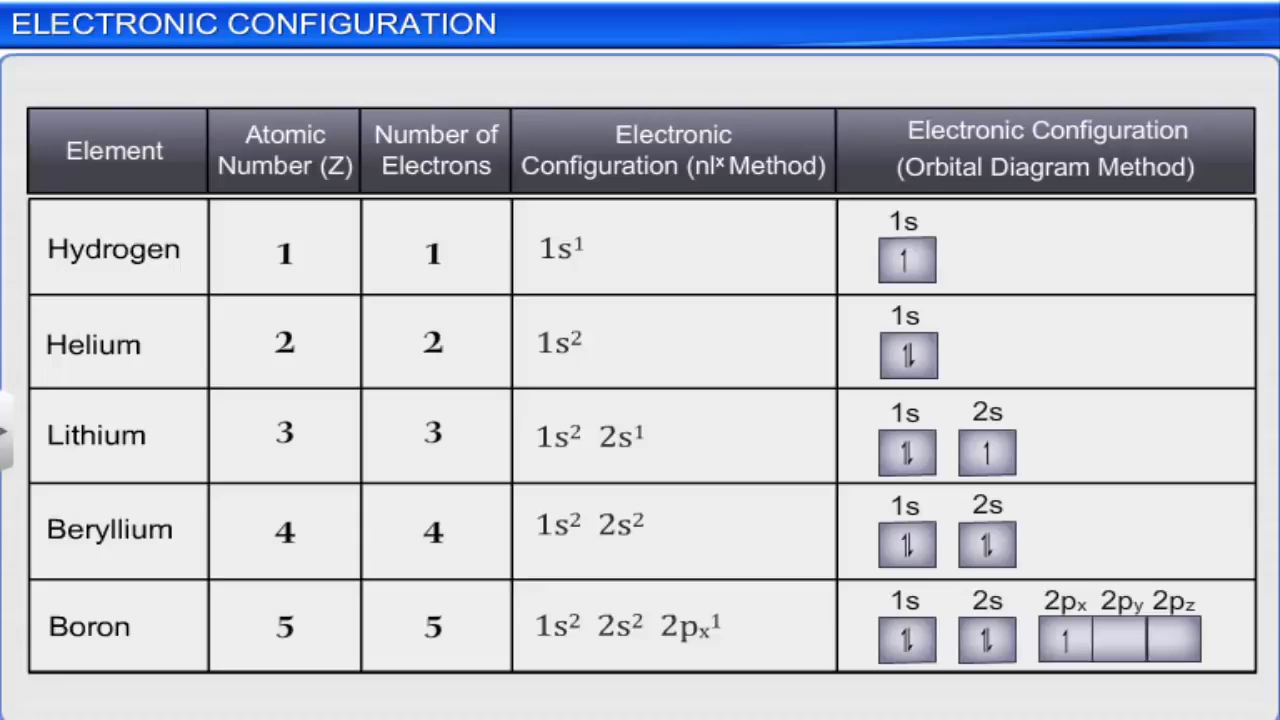 ELECTRONIC CONFIGURATION
Element
Atomic
Number (Z)
Number of
Electrons
Electronic
Configuration (nlˣ Method)
Electronic Configuration
(Orbital Diagram Method)
Hydrogen
1
1
1s¹
1s
↿
Helium
2
2
1s²
1s
⥮
Lithium
3
3
1s² 2s¹
1s 2s
⥮ ↿
Beryllium
4
4
1s² 2s²
1s 2s
⥮ ⥮
Boron
5
5
1s² 2s² 2pₓ¹
1s 2s 2pₓ 2pᵧ 2p𝓏
⥮ ⥮ ↿